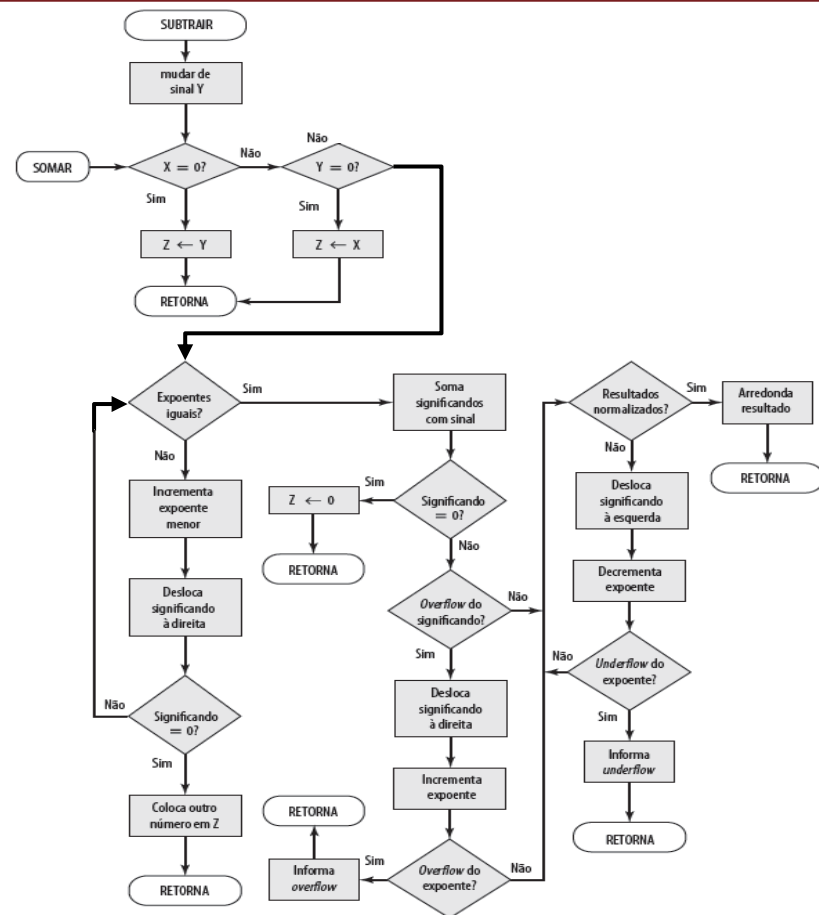 SUBTRAIR
mudar de
sinal Y
SOMAR
X = 0?
Não
Não
Y = 0?
Sim
Sim
Z ← Y
Z ← X
RETORNA
Expoentes
iguais?
Sim
Não
Incrementa
expoente
menor
Desloca
significando
à direita
Não
Significando
= 0?
Sim
Coloca outro
número em Z
RETORNA
Soma
significandos
com sinal
Sim
Significando
= 0?
Z ← 0
RETORNA
Não
Overflow do
significando?
Não
Sim
Desloca
significando
à direita
Incrementa
expoente
Overflow do
expoente?
Sim
Não
Informa
overflow
RETORNA
Resultados
normalizados?
Sim
Arredonda
resultado
RETORNA
Não
Desloca
significando
à esquerda
Decrementa
expoente
Não
Underflow do
expoente?
Sim
Informa
underflow
RETORNA